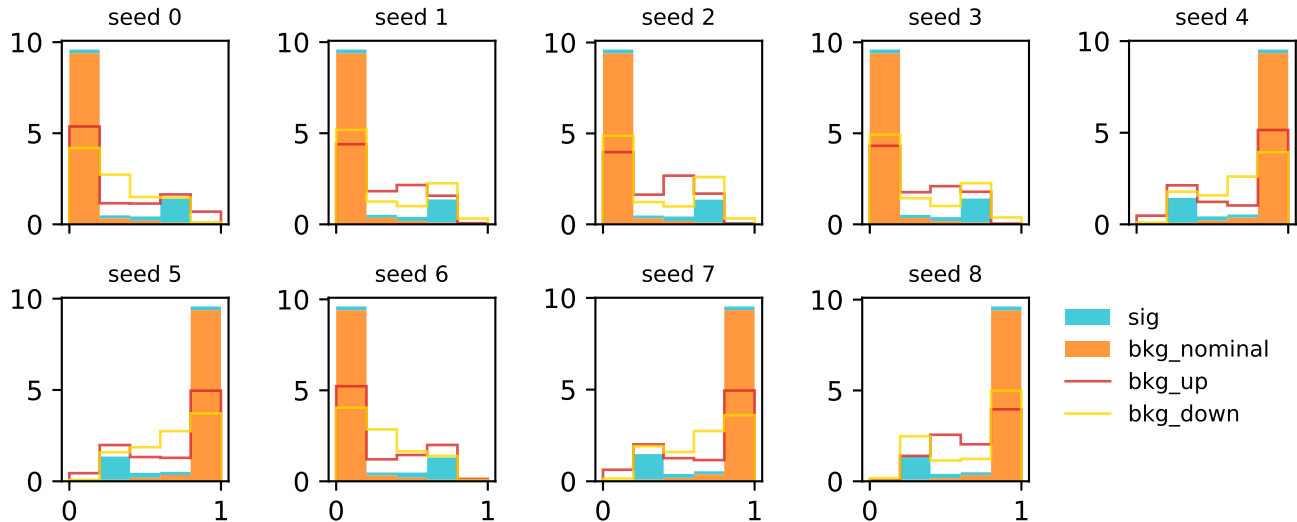 seed 0 seed 1 seed 2 seed 3 seed 4
10 10 10 10 10
5 5 5 5 5
0 0 0 0 0
seed 5 seed 6 seed 7 seed 8
10 10 10 10
sig
bkg_nominal
5 5 5 5
bkg_up
bkg_down
0 0 0 0
0 1 0 1 0 1 0 1